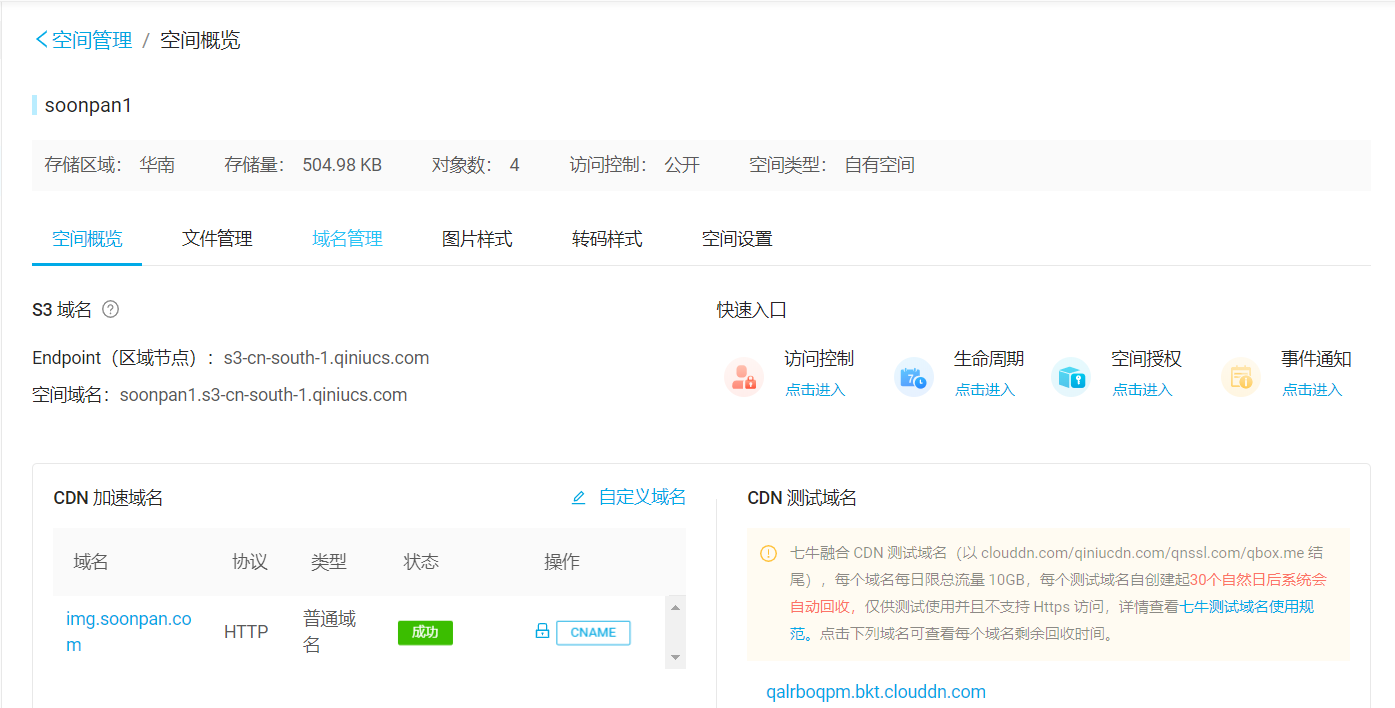 空间管理 / 空间概览
soonpan1
存储区域： 华南 存储量： 504.98 KB 对象数： 4 访问控制： 公开 空间类型： 自有空间
空间概览 文件管理 域名管理 图片样式 转码样式 空间设置
S3 域名 ?
Endpoint（区域节点）： s3-cn-south-1.qiniucs.com
空间域名： soonpan1.s3-cn-south-1.qiniucs.com
快速入口
访问控制 生命周期 空间授权 事件通知
点击进入 点击进入 点击进入 点击进入
CDN 加速域名 自定义域名
域名 协议 类型 状态 操作
img.soonpan.co
m
HTTP
普通域
名
成功
CNAME
CDN 测试域名
七牛融合 CDN 测试域名（以 clouddn.com/qiniucdn.com/qnssl.com/qbox.me 结
尾），每个域名每日限总流量 10GB，每个测试域名自创建起30个自然日后系统会
自动回收，仅供测试使用并且不支持 Https 访问，详情查看七牛测试域名使用规
范。点击下列域名可查看每个域名剩余回收时间。
qalrboqpm.bkt.clouddn.com